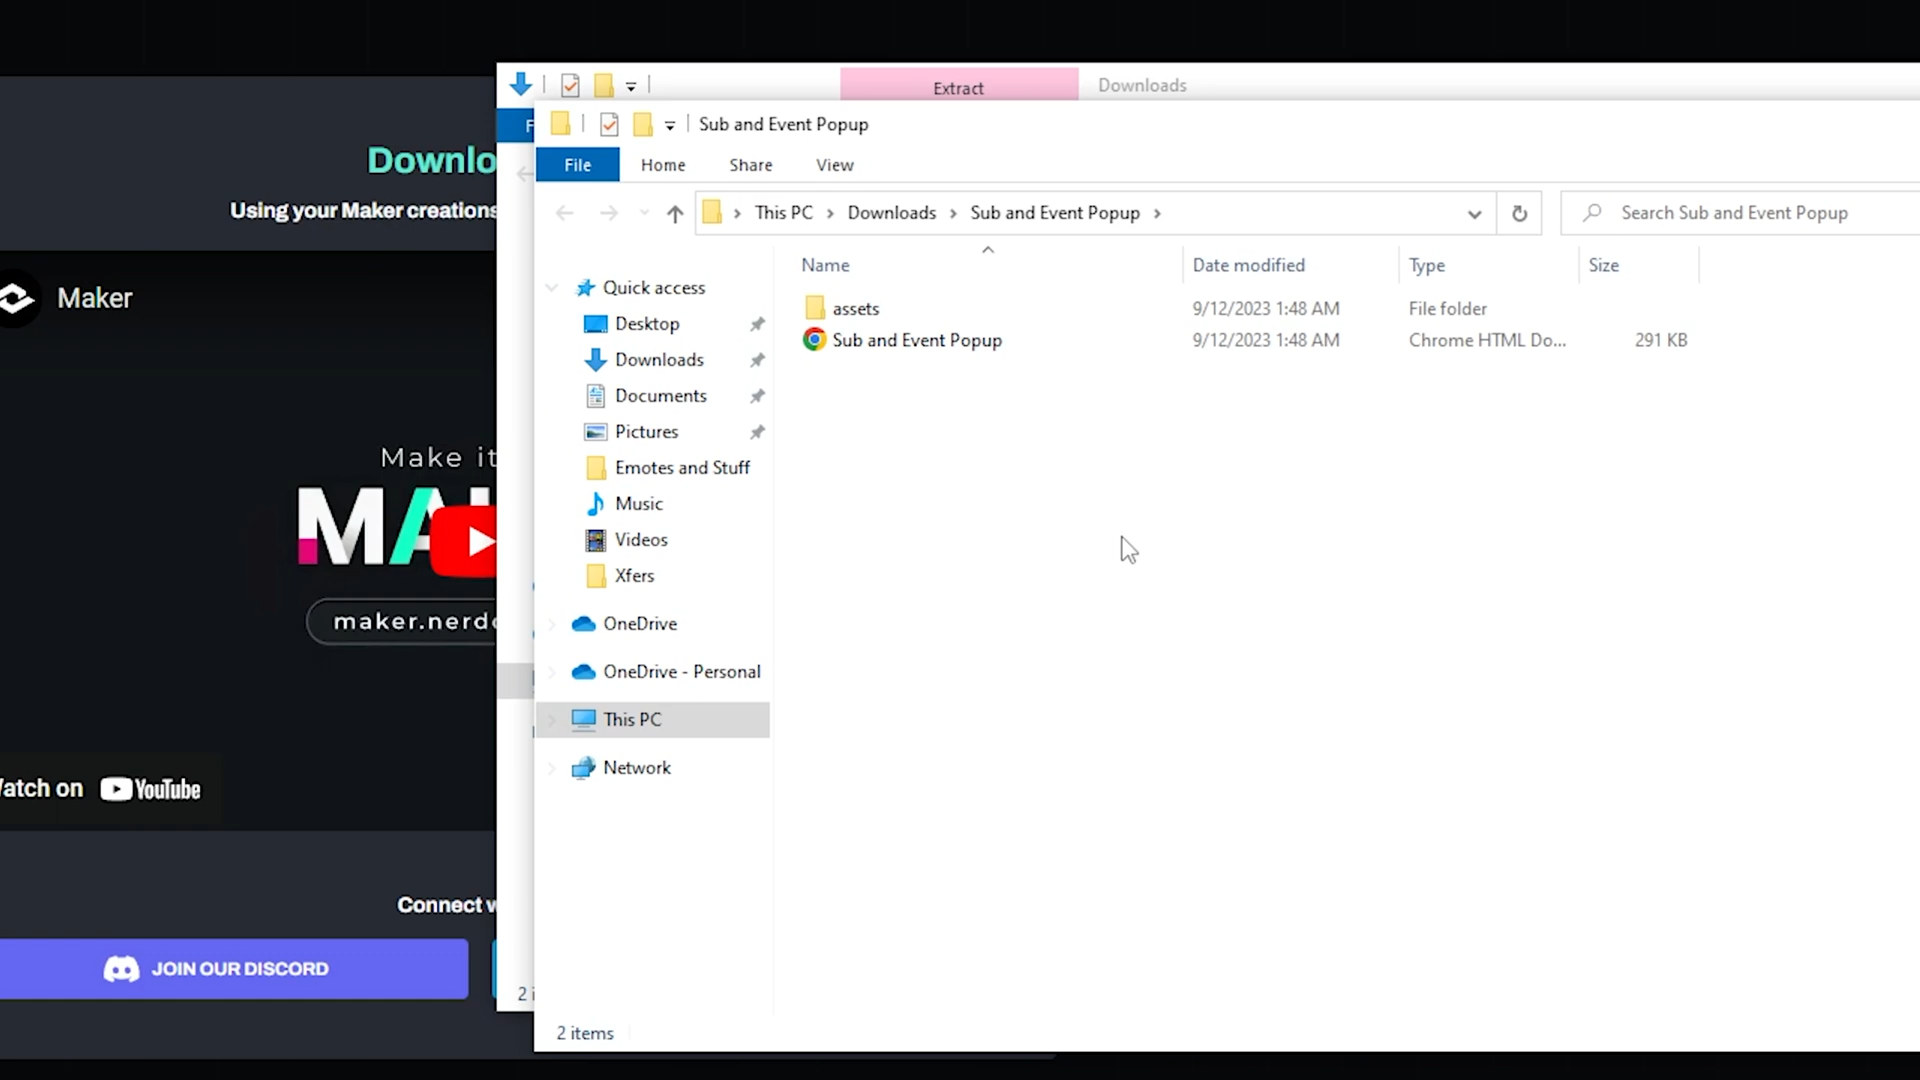 Extract
Downloads
Sub and Event Popup
File
Home
Share
View
This PC
Downloads
Sub and Event Popup
Search Sub and Event Popup
Name
Date modified
Type
Size
Quick access
Desktop
Downloads
Documents
Pictures
Emotes and Stuff
Music
Videos
Xfers
OneDrive
OneDrive - Personal
This PC
Network
assets
9/12/2023 1:48 AM
File folder
Sub and Event Popup
9/12/2023 1:48 AM
Chrome HTML Do...
291 KB
2 items
Downlo
Using your Maker creations
Maker
Make it
MA
maker.nerd
atch on
YouTube
Connect
JOIN OUR DISCORD
2